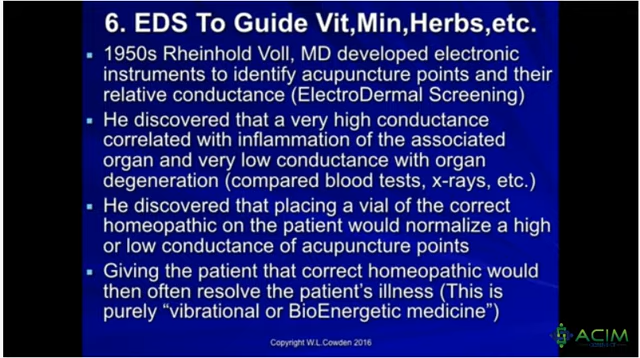 6. EDS To Guide Vit,Min,Herbs,etc.
1950s Rheinhold Voll, MD developed electronic
instruments to identify acupuncture points and their
relative conductance (ElectroDermal Screening)
He discovered that a very high conductance
correlated with inflammation of the associated
organ and very low conductance with organ
degeneration (compared blood tests, x-rays, etc.)
He discovered that placing a vial of the correct
homeopathic on the patient would normalize a high
or low conductance of acupuncture points
Giving the patient that correct homeopathic would
then often resolve the patient's illness (This is
purely “vibrational or BioEnergetic medicine”)
Copyright W.L.Cowden 2016
ACIM